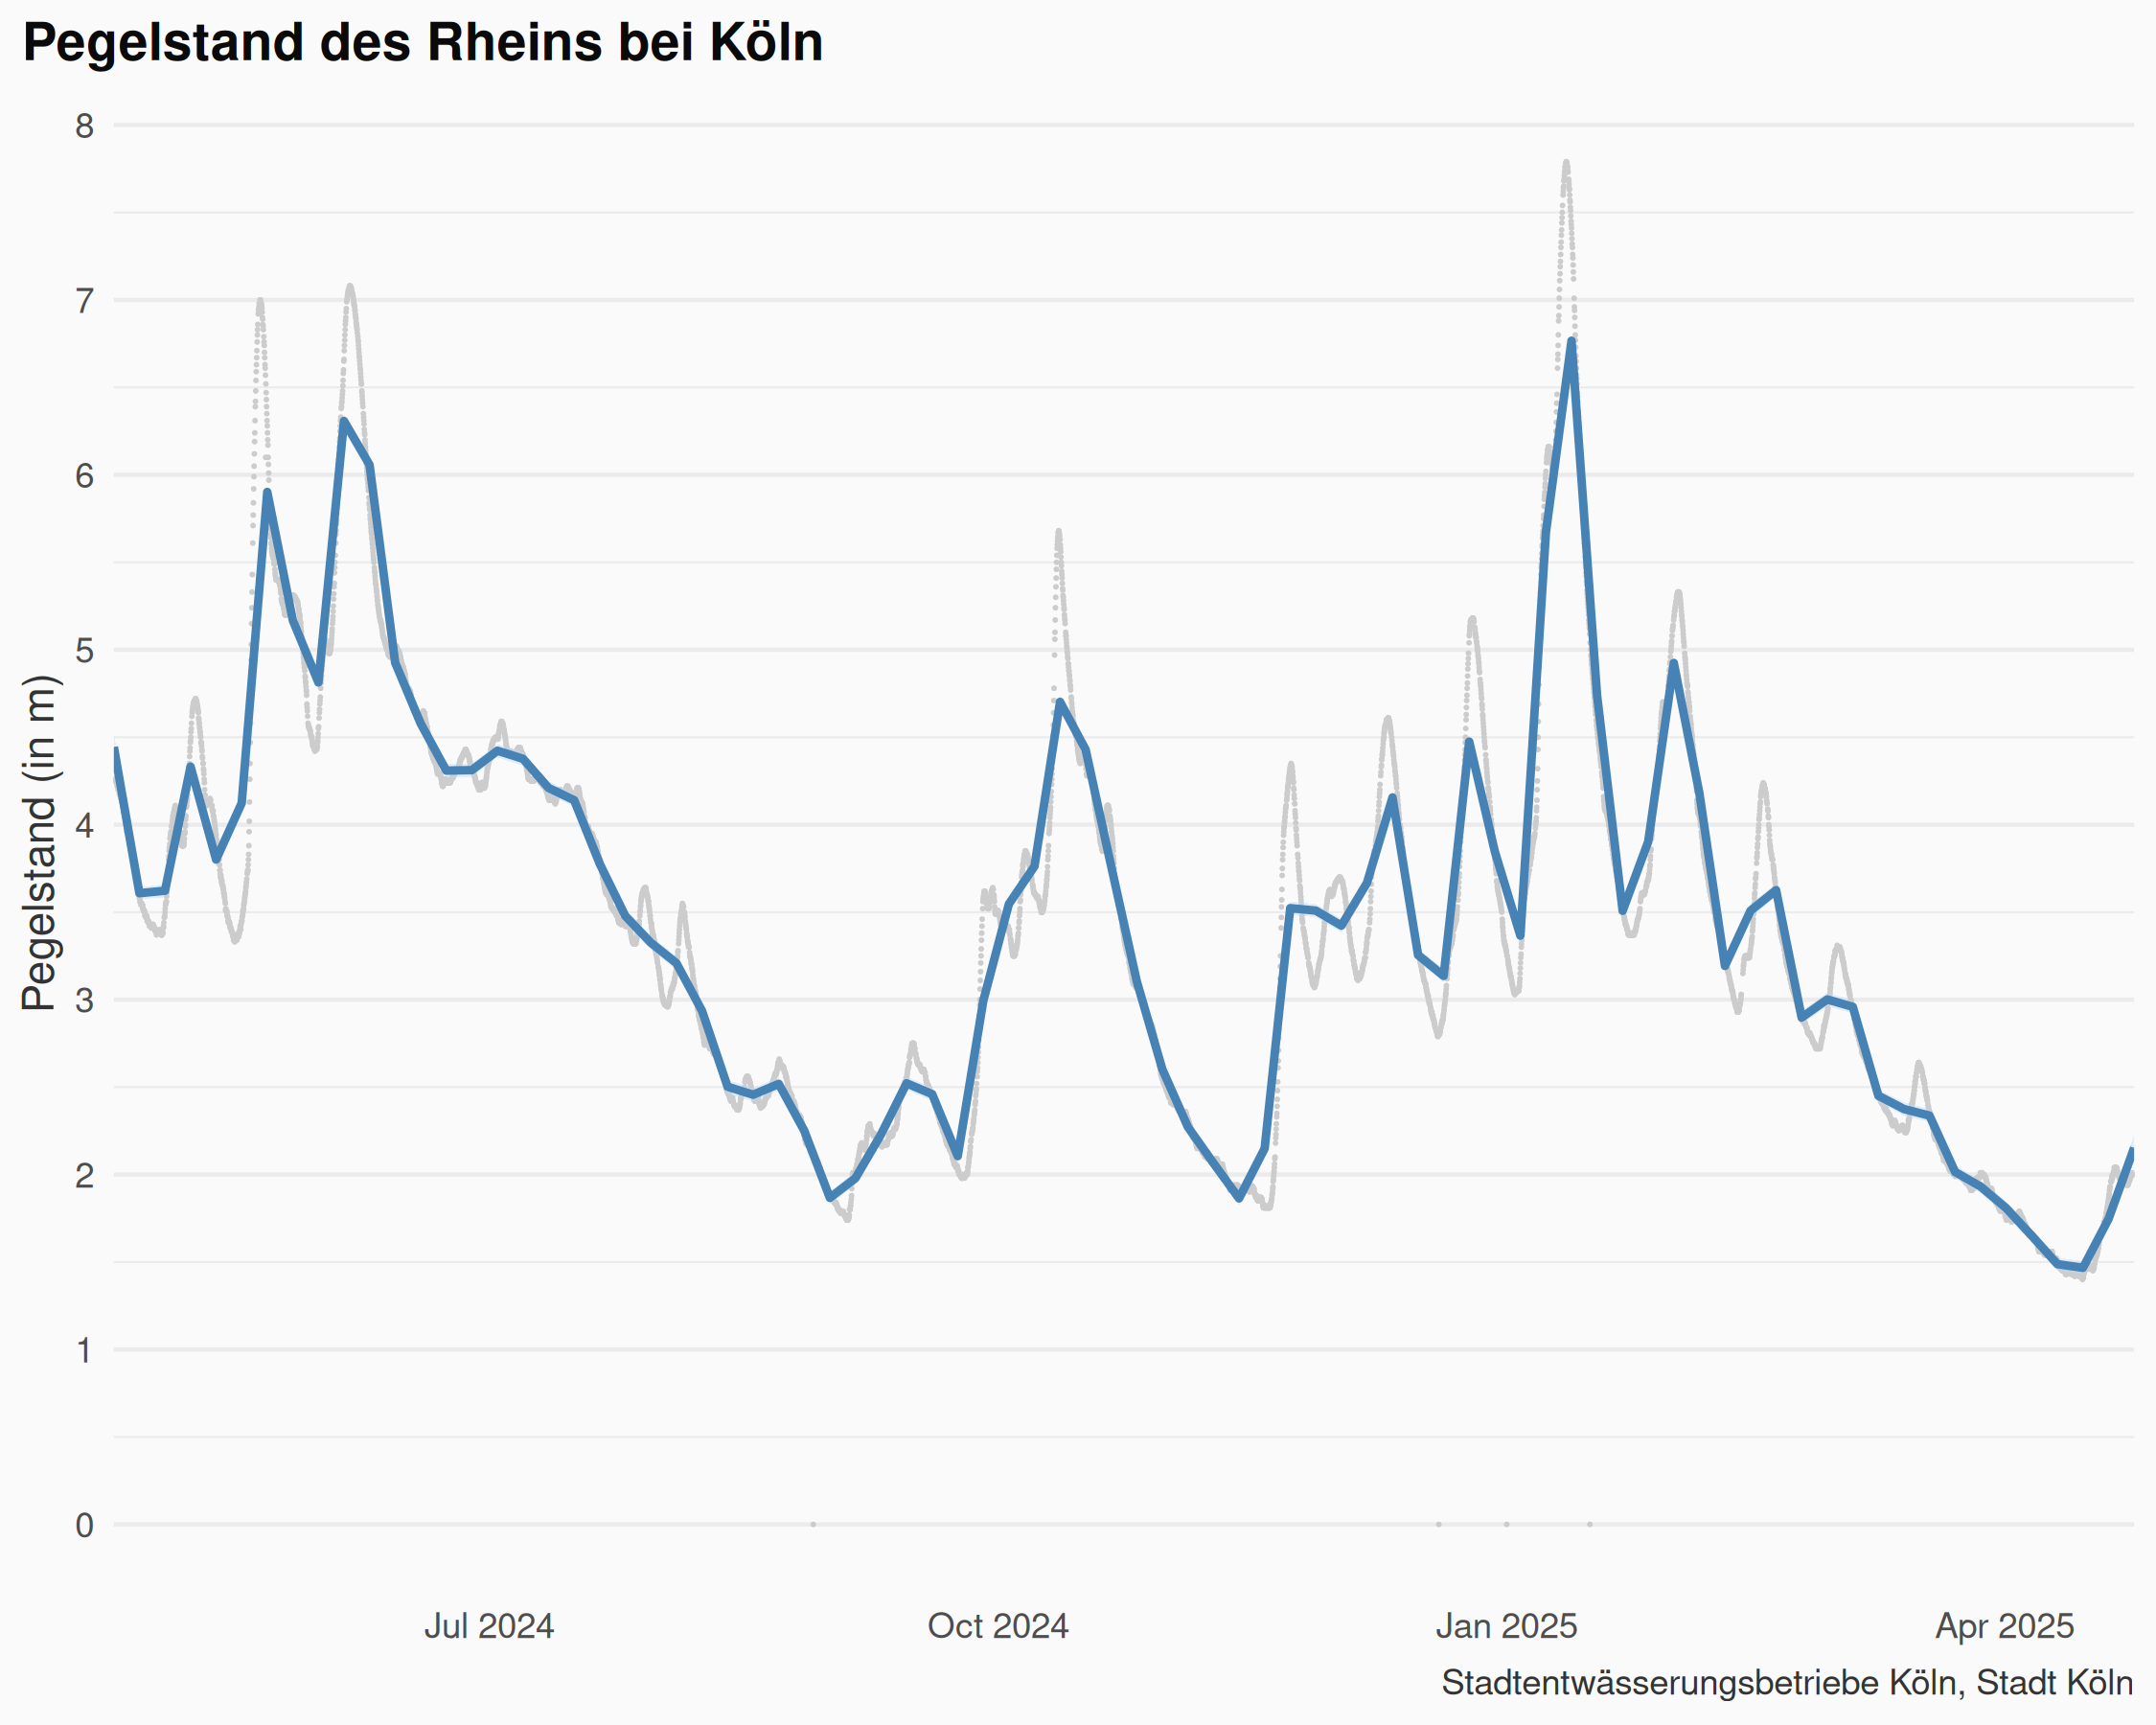 Pegelstand des Rheins bei Köln
Pegelstand (in m)
8
7
6
5
4
3
2
1
0
Jul 2024 Oct 2024 Jan 2025 Apr 2025
Stadtentwässerungsbetriebe Köln, Stadt Köln